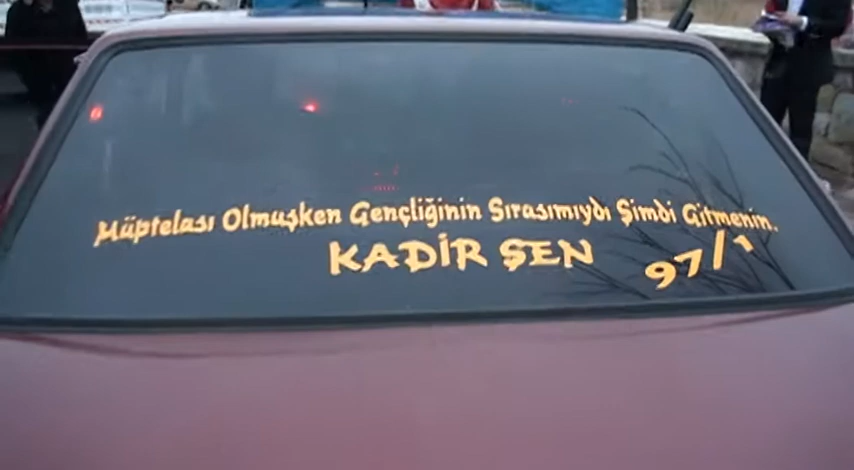 Müptelası Olmuşken Gençliğinin Sırasımıydı Şimdi Gitmenin.
KADİR ŞEN 97/1